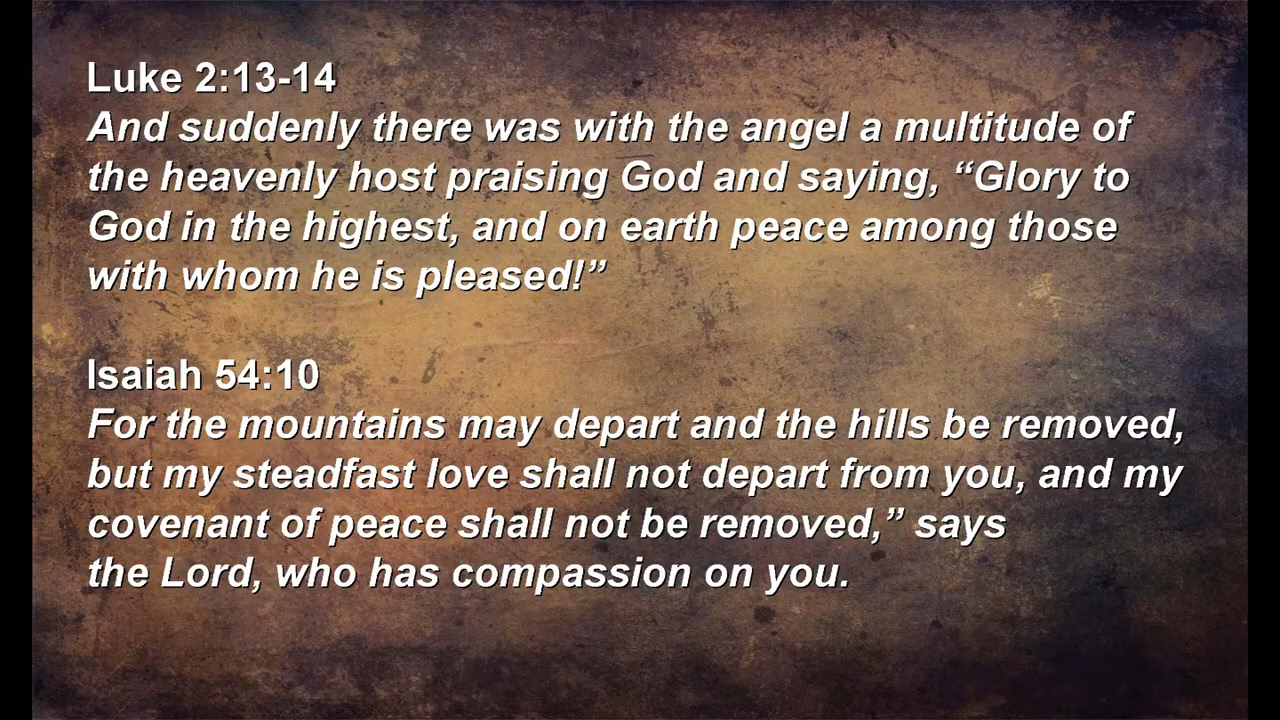 Luke 2:13-14
And suddenly there was with the angel a multitude of
the heavenly host praising God and saying, “Glory to
God in the highest, and on earth peace among those
with whom he is pleased!”
Isaiah 54:10
For the mountains may depart and the hills be removed,
but my steadfast love shall not depart from you, and my
covenant of peace shall not be removed,” says
the Lord, who has compassion on you.